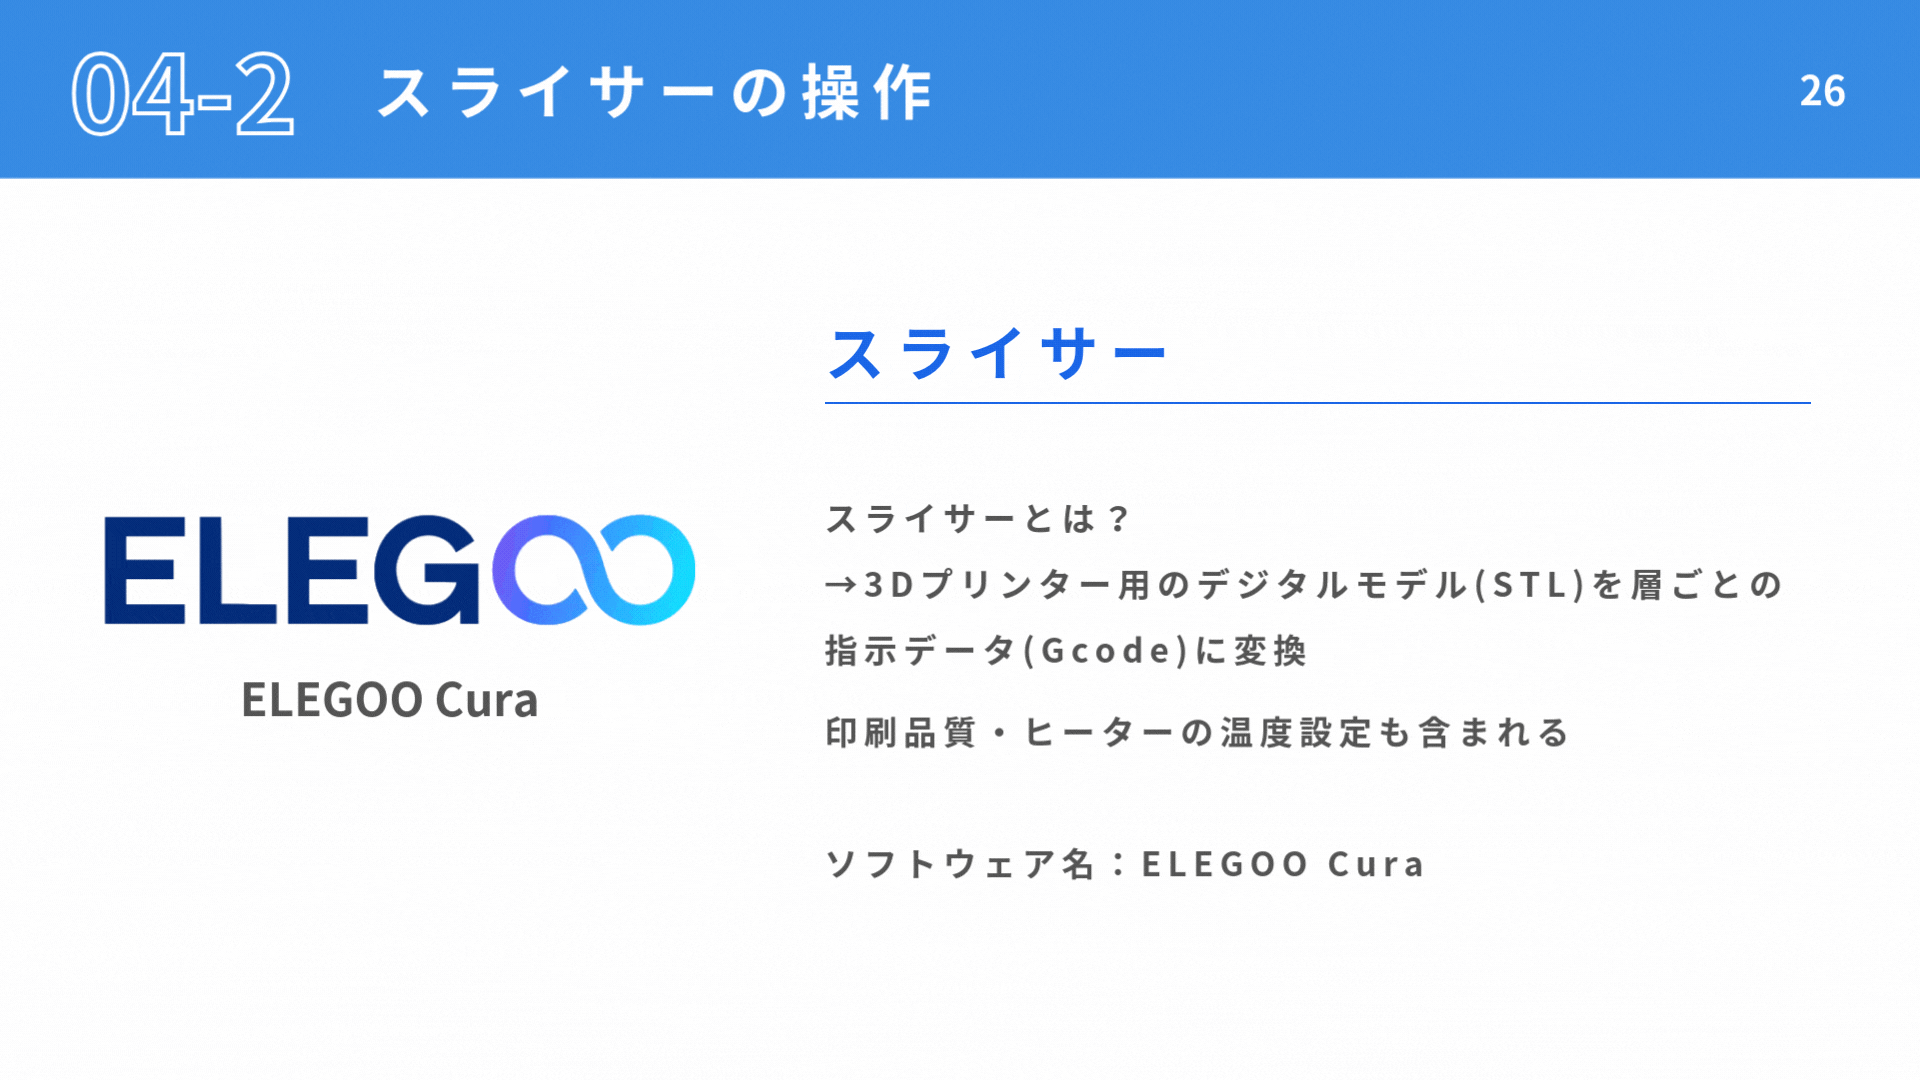 04-2 スライサーの操作
26
スライサー
スライサーとは？
→3Dプリンター用のデジタルモデル(STL)を層ごとの
指示データ(Gcode)に変換
印刷品質・ヒーターの温度設定も含まれる
ソフトウェア名：ELEGOO Cura
ELEGOO
ELEGOO Cura